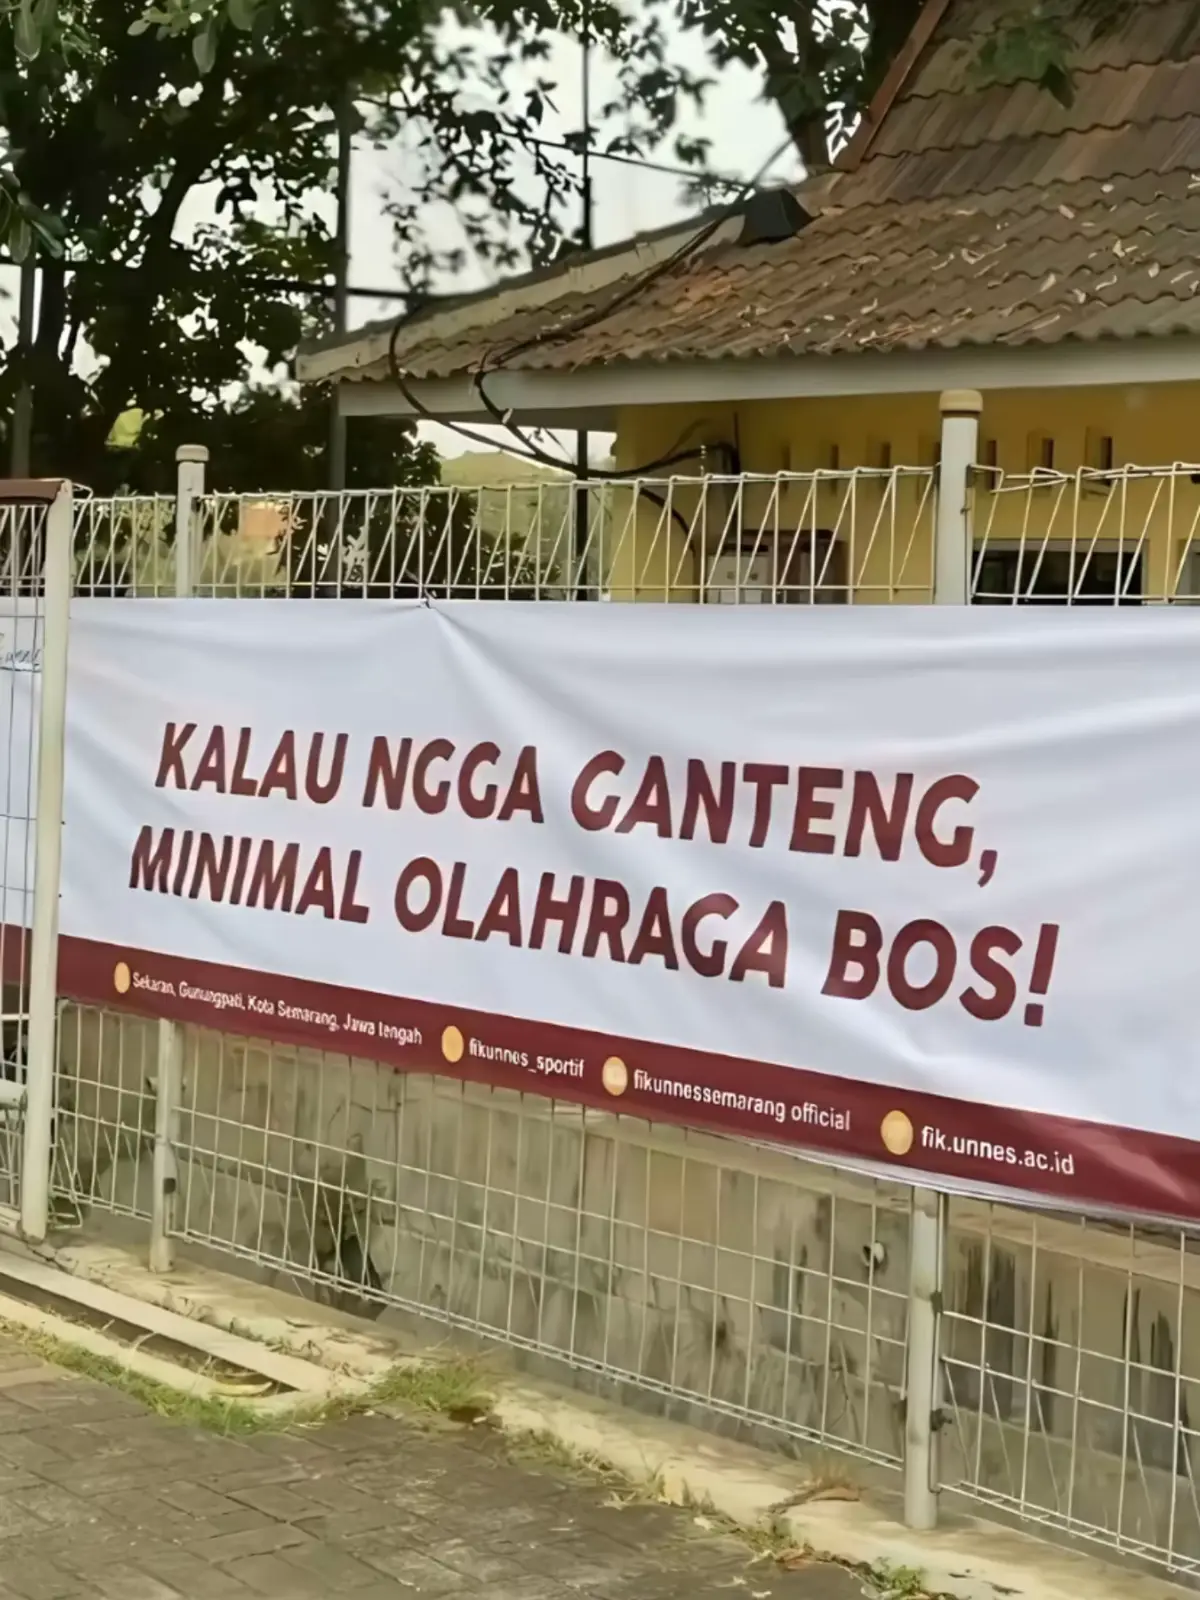 KALAU NGGA GANTENG,
MINIMAL OLAHRAGA BOS!
Sekaran, Gunungpati, Kota Semarang, Jawa tengah fikunnes_sportif fikunnessemarang official fik.unnes.ac.id